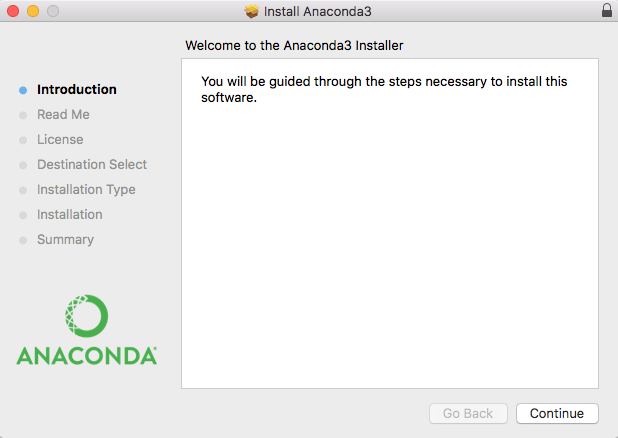 Install Anaconda3
Welcome to the Anaconda3 Installer
Introduction
Read Me
License
Destination Select
Installation Type
Installation
Summary
You will be guided through the steps necessary to install this
software.
ANACONDA®
Go Back
Continue